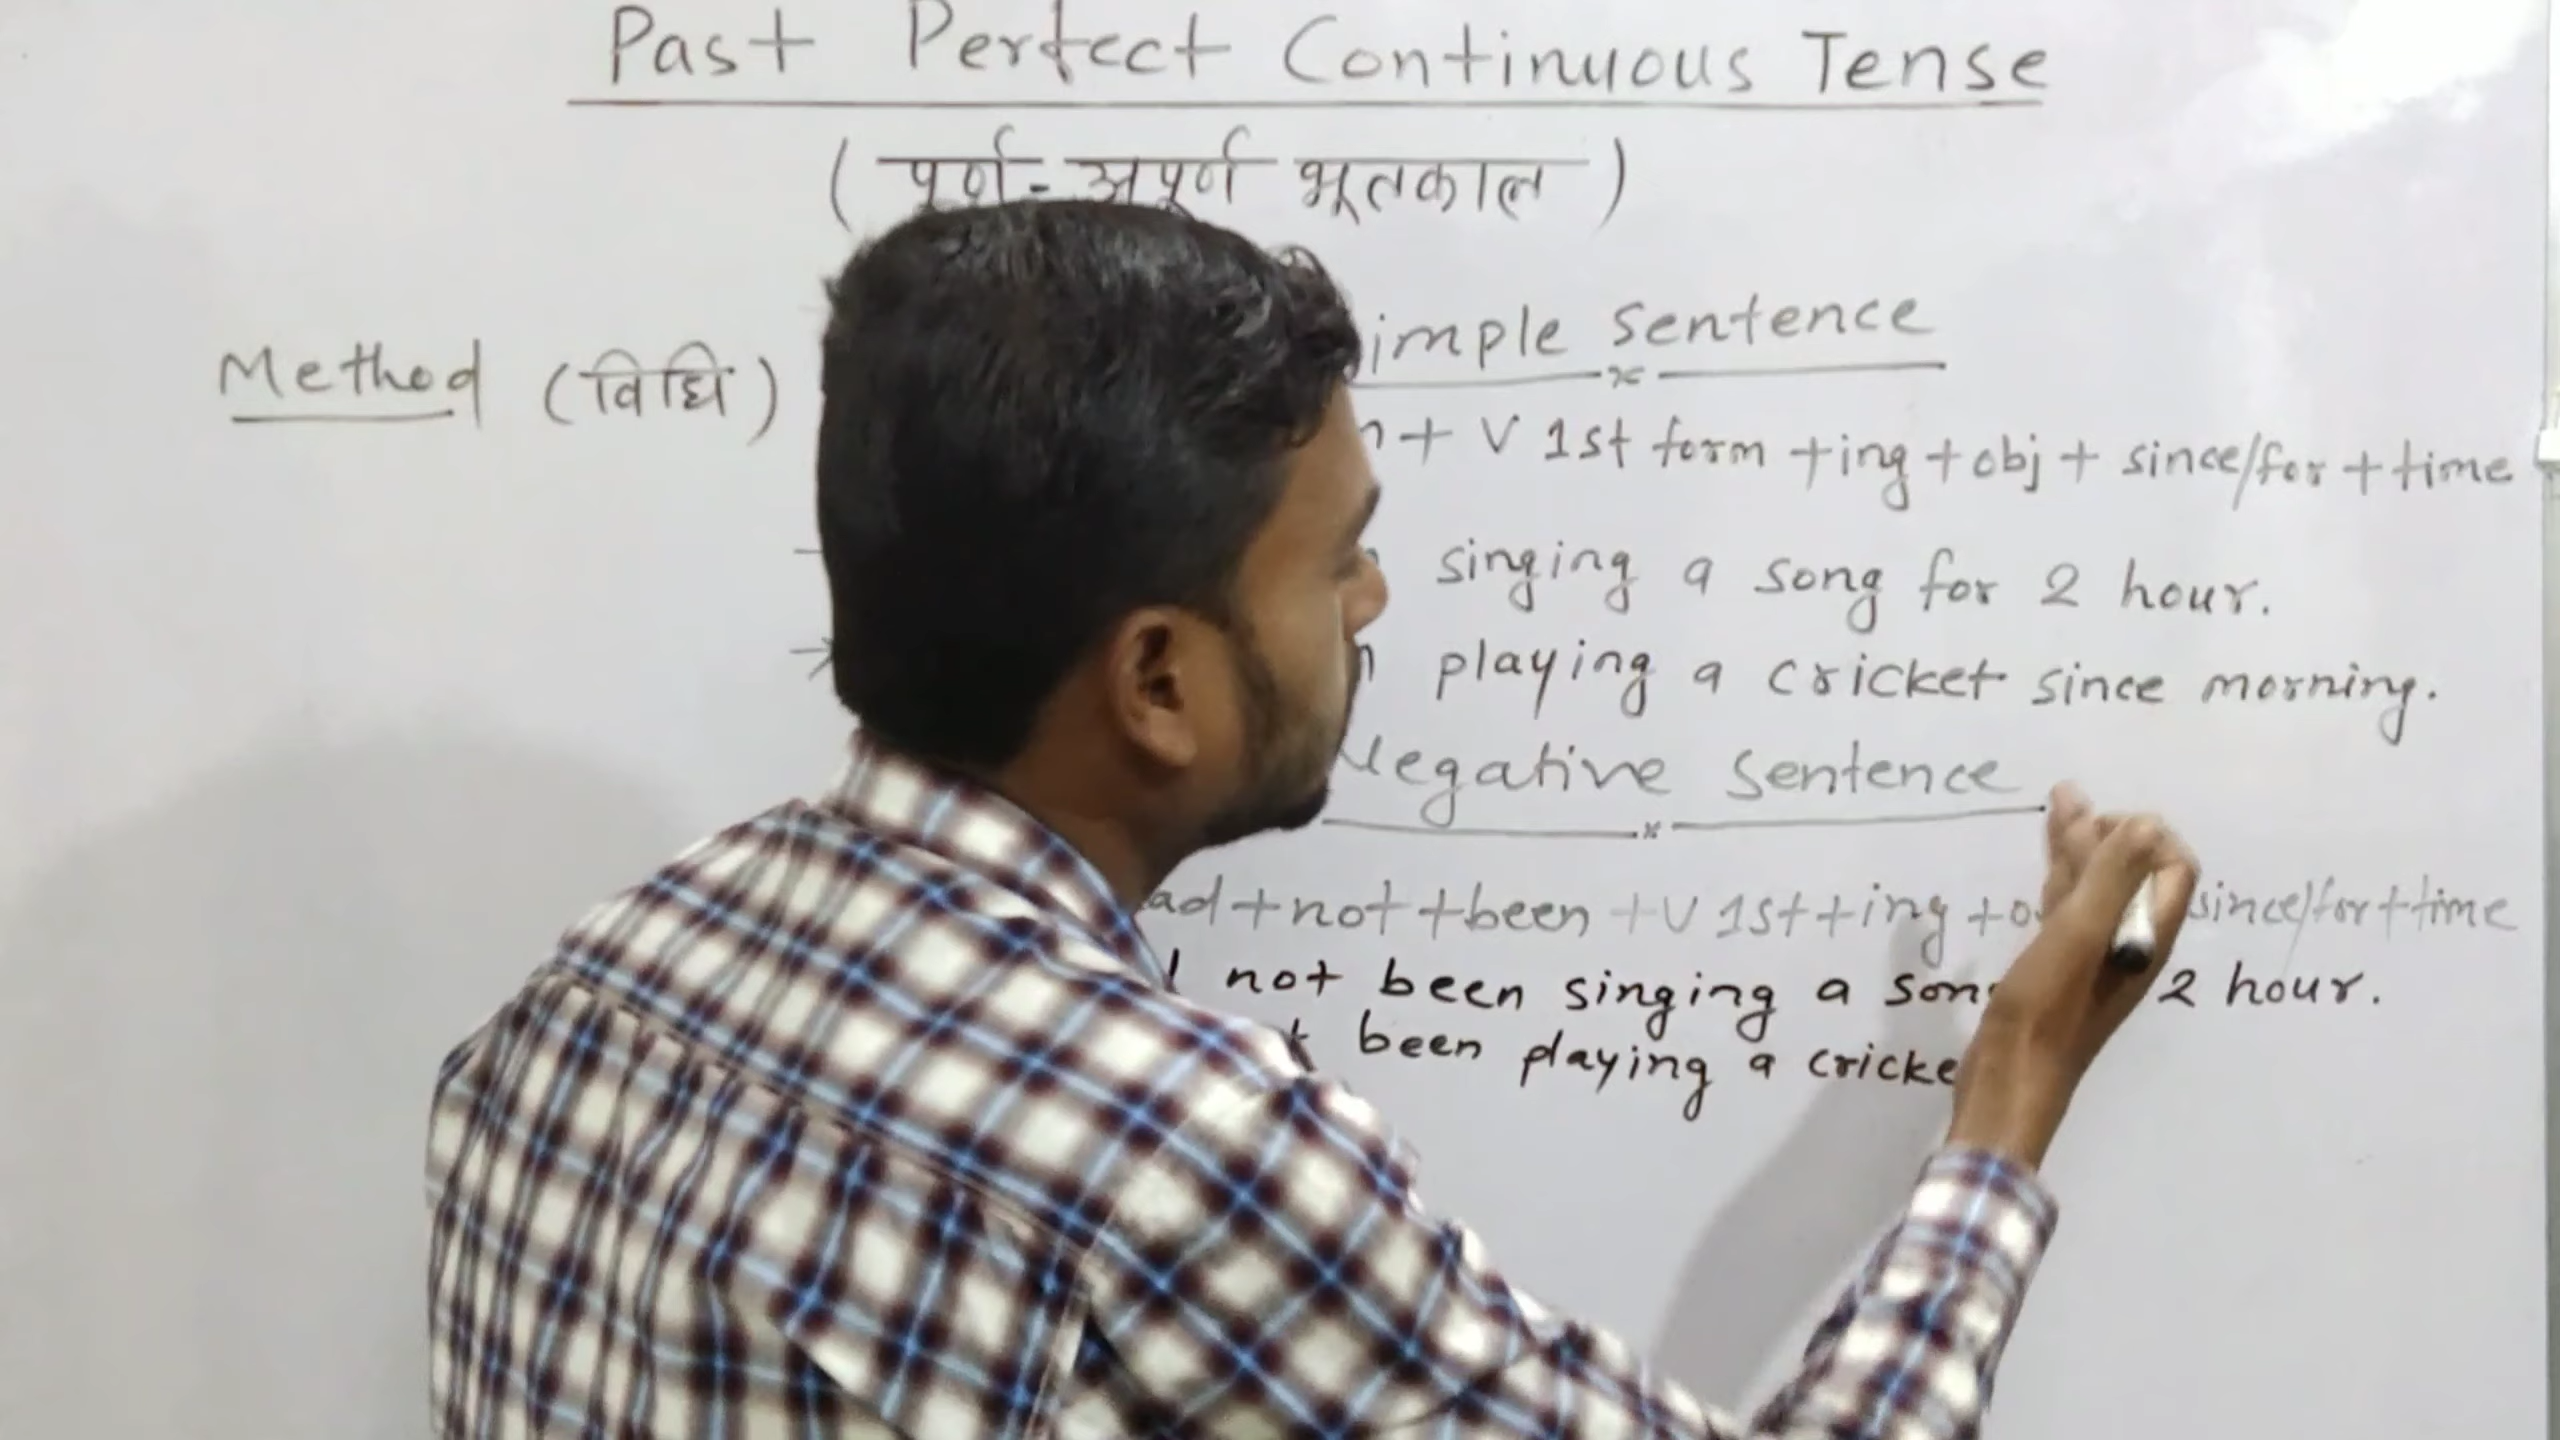 Past Perfect Continuous Tense
(पूर्ण-अपूर्ण भूतकाल)
Method (विधि)
imple sentence
n + V 1st form + ing + obj + since/for + time
singing a song for 2 hour.
→ n playing a cricket since morning.
Negative sentence
ad + not + been + V 1st + ing + since/for + time
not been singing a son 2 hour.
been playing a cricke